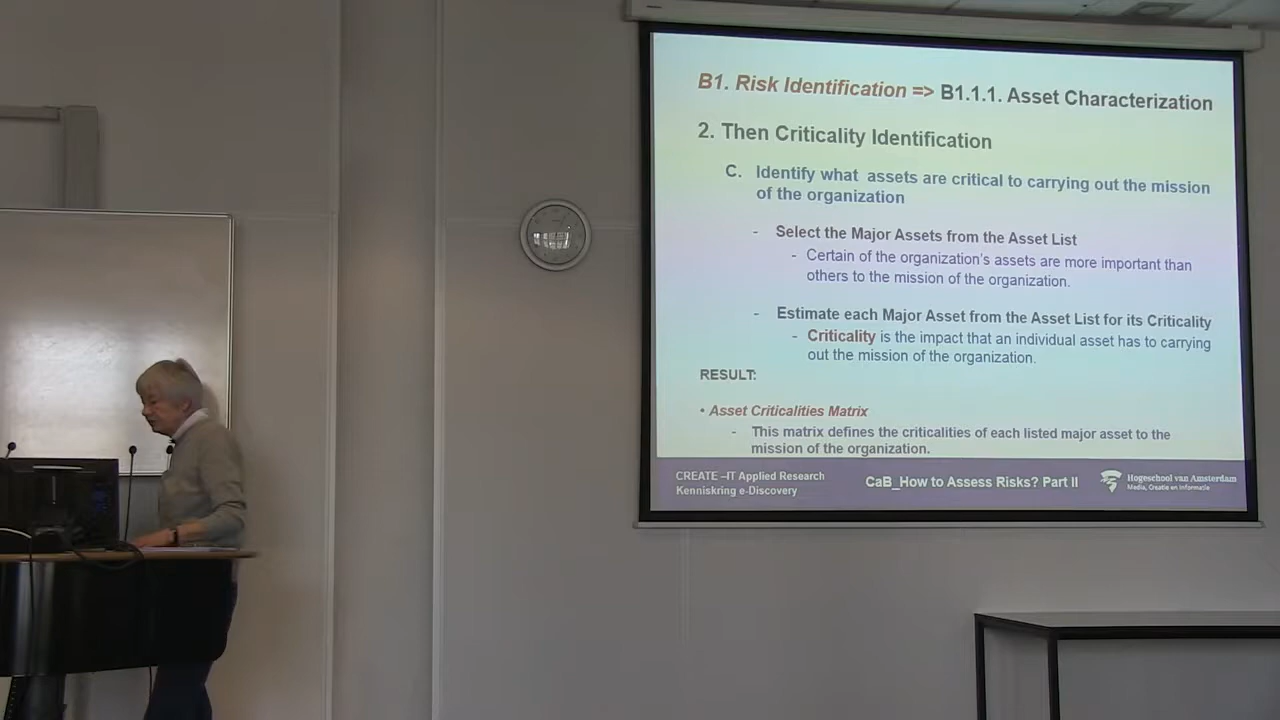 B1. Risk Identification => B1.1.1. Asset Characterization
2. Then Criticality Identification
C. Identify what assets are critical to carrying out the mission
of the organization
- Select the Major Assets from the Asset List
- Certain of the organization's assets are more important than
others to the mission of the organization.
- Estimate each Major Asset from the Asset List for its Criticality
- Criticality is the impact that an individual asset has to carrying
out the mission of the organization.
RESULT:
• Asset Criticalities Matrix
- This matrix defines the criticalities of each listed major asset to the
mission of the organization.
CREATE –IT Applied Research
Kenniskring e-Discovery
CaB_How to Assess Risks? Part II
Hogeschool van Amsterdam
Media, Creatie en Informatie